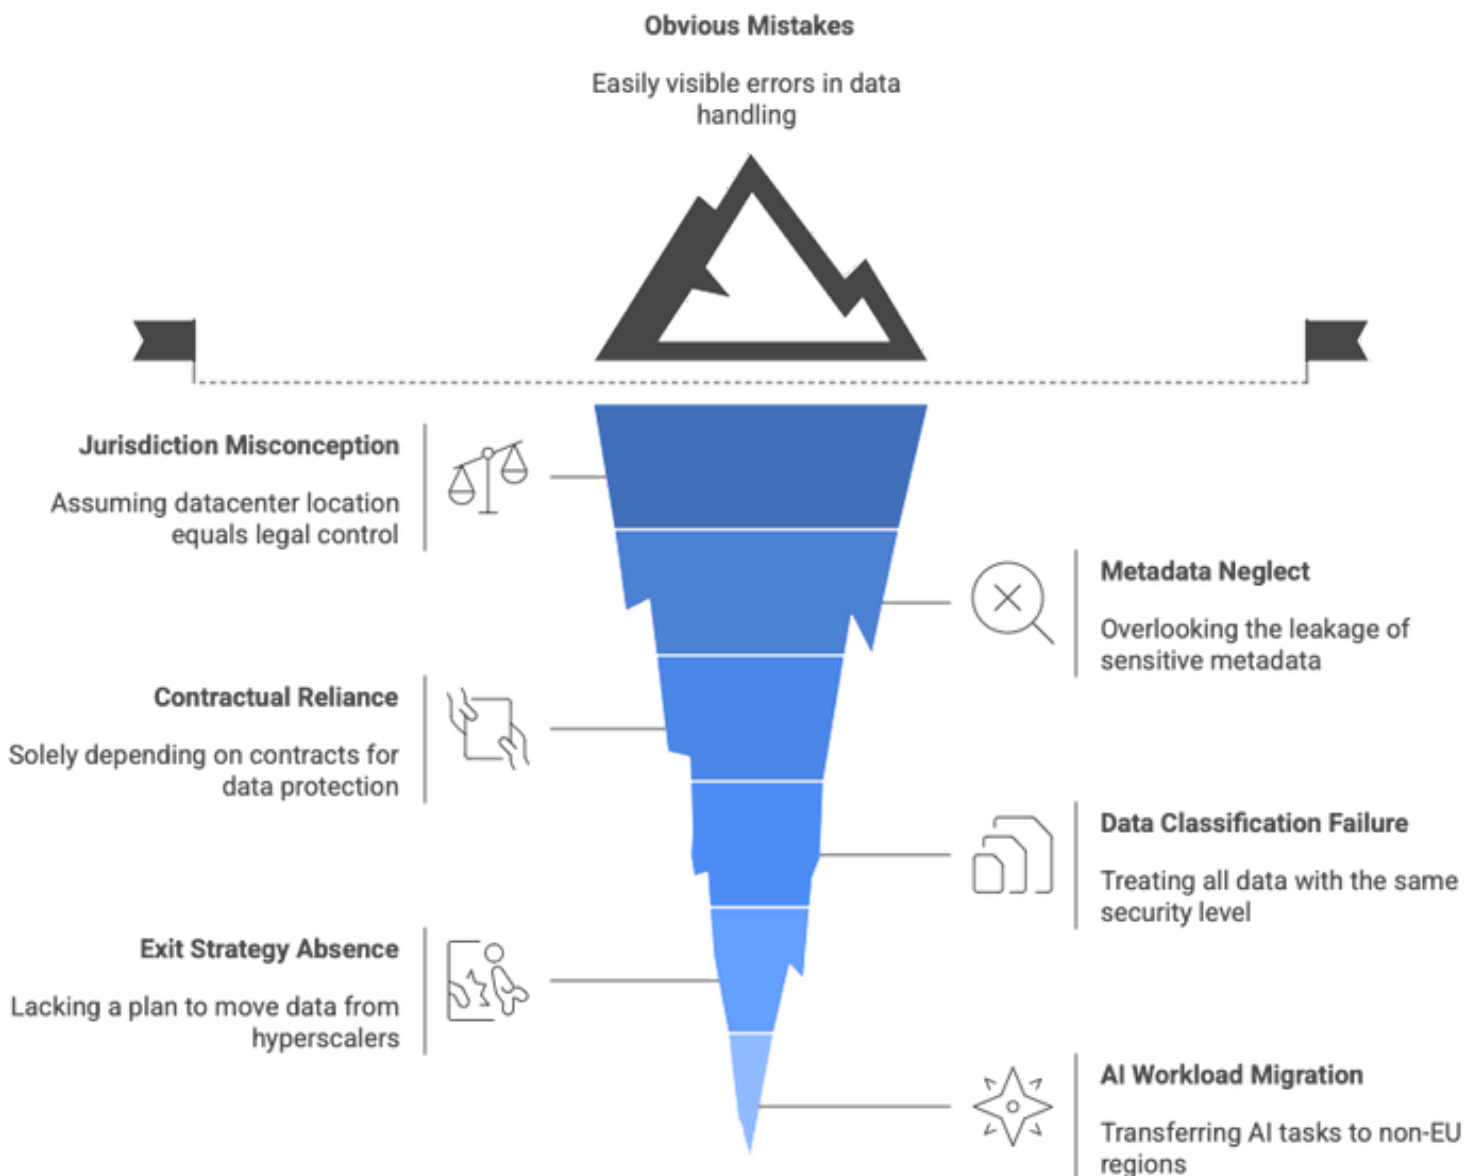 Obvious Mistakes
Easily visible errors in data
handling
Jurisdiction Misconception
Assuming datacenter location
equals legal control
Metadata Neglect
Overlooking the leakage of
sensitive metadata
Contractual Reliance
Solely depending on contracts for
data protection
Data Classification Failure
Treating all data with the same
security level
Exit Strategy Absence
Lacking a plan to move data from
hyperscalers
AI Workload Migration
Transferring AI tasks to non-EU
regions